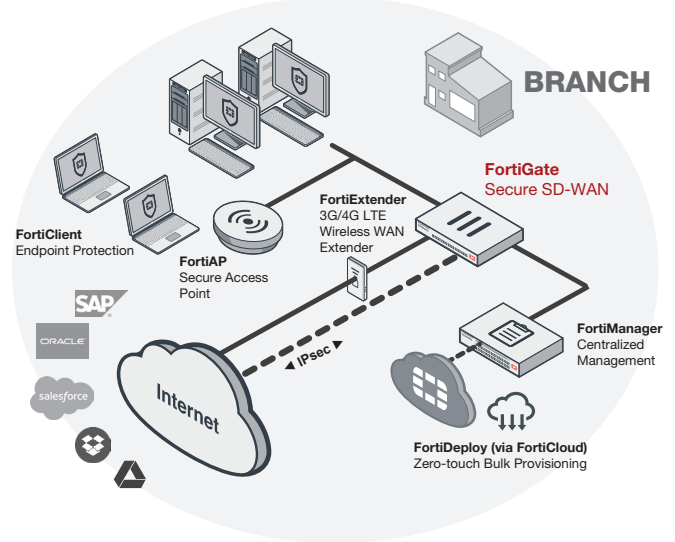 BRANCH
FortiGate
Secure SD-WAN
FortiExtender
3G/4G LTE
Wireless WAN
Extender
FortiClient
Endpoint Protection
FortiAP
Secure Access
Point
SAP
ORACLE
salesforce
Internet
◀ IPsec ▶
FortiManager
Centralized
Management
FortiDeploy (via FortiCloud)
Zero-touch Bulk Provisioning